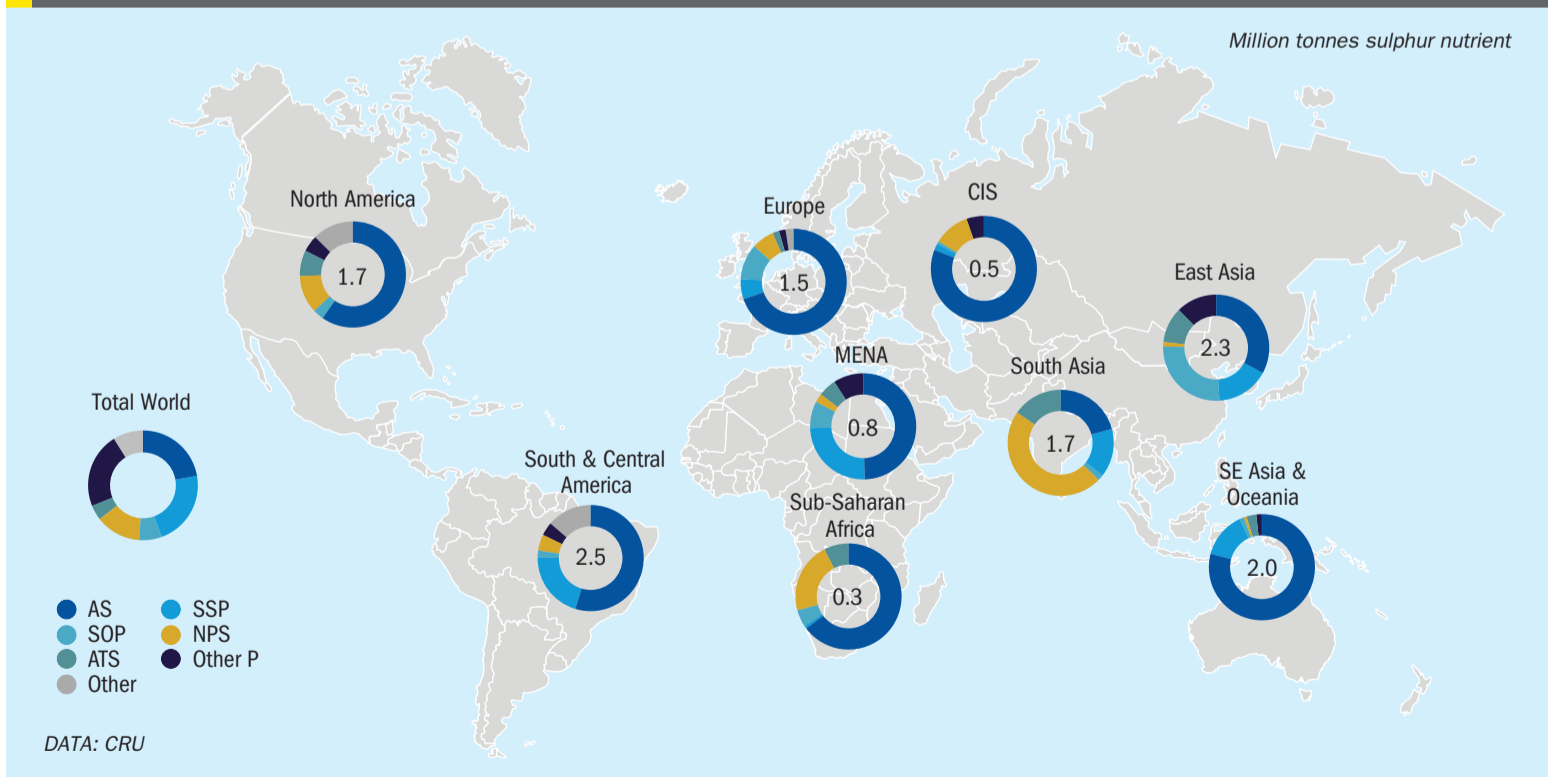 Million tonnes sulphur nutrient
North America
1.7
Europe
1.5
CIS
0.5
East Asia
2.3
MENA
0.8
South Asia
1.7
Total World
South & Central
America
2.5
Sub-Saharan
Africa
0.3
SE Asia &
Oceania
2.0
AS
SSP
SOP
NPS
ATS
Other P
Other
DATA: CRU